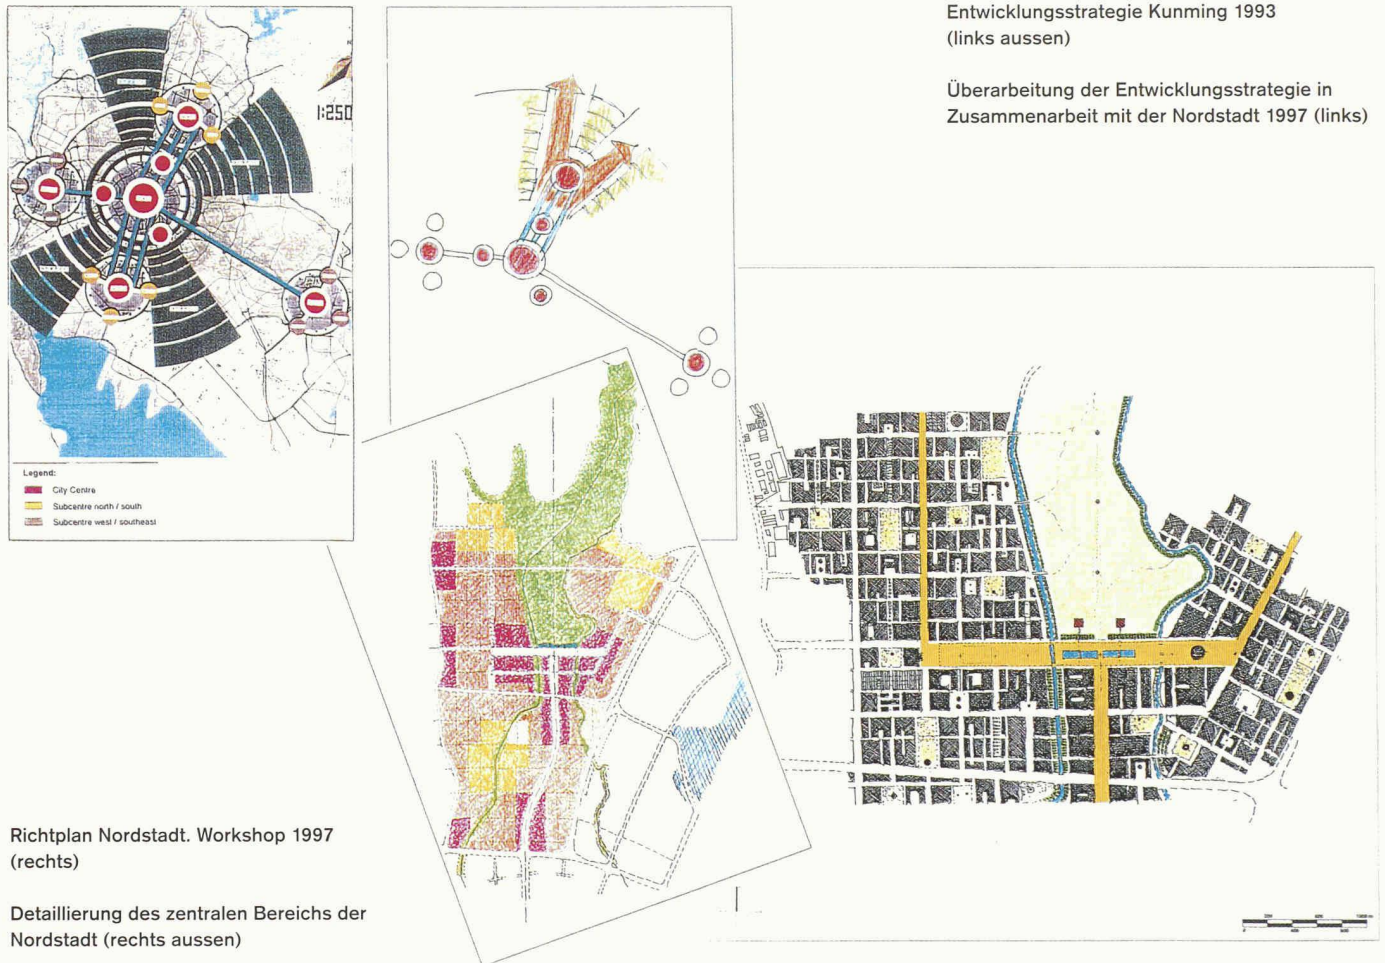 Entwicklungsstrategie Kunming 1993
(links aussen)
Überarbeitung der Entwicklungsstrategie in
Zusammenarbeit mit der Nordstadt 1997 (links)
1:250
Legend:
City Centre
Subcentre north / south
Subcentre west / southeast
Richtplan Nordstadt. Workshop 1997
(rechts)
Detaillierung des zentralen Bereichs der
Nordstadt (rechts aussen)